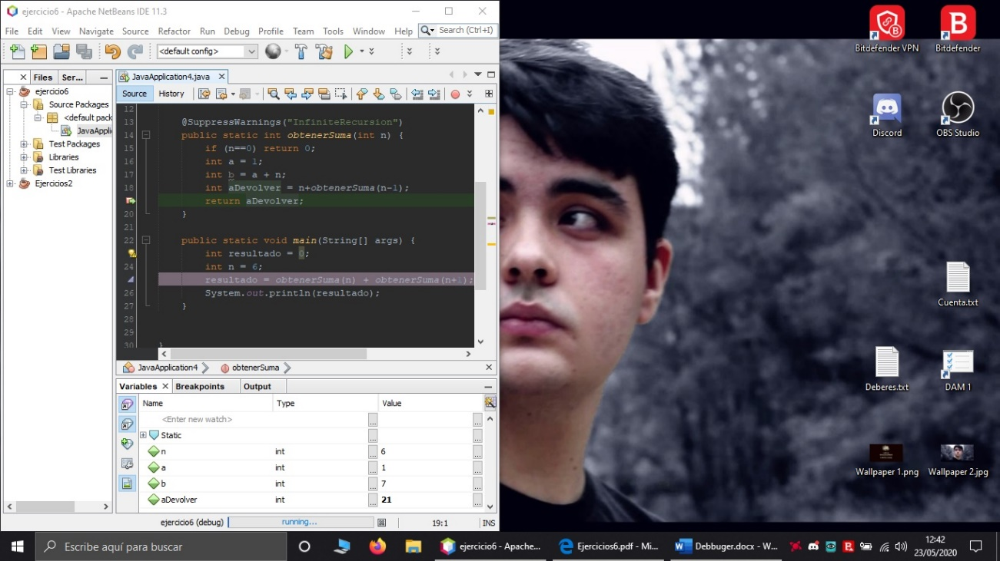 ejercicio6 - Apache NetBeans IDE 11.3
File Edit View Navigate Source Refactor Run Debug Profile Team Tools Window Help Search (Ctrl+I)
<default config>
Files Ser... JavaApplication4.java
Source History
ejercicio6
Source Packages
<default pack
JavaAppli
Test Packages
Libraries
Test Libraries
Ejercicios2
12
13 @SuppressWarnings("InfiniteRecursion")
14 public static int obtenerSuma(int n) {
15 if (n==0) return 0;
16 int a = 1;
17 int b = a + n;
18 int aDevolver = n+obtenerSuma(n-1);
return aDevolver;
20 }
21
22 public static void main(String[] args) {
int resultado = 0;
24 int n = 6;
resultado = obtenerSuma(n) + obtenerSuma(n+1);
26 System.out.println(resultado);
27 }
28
29
30 }
JavaApplication4 obtenerSuma
Variables Breakpoints Output
Name Type Value
<Enter new watch>
Static
n int 6
a int 1
b int 7
aDevolver int 21
ejercicio6 (debug) running... 19:1 INS
Bitdefender VPN
Bitdefender
Discord
OBS Studio
Cuenta.txt
Deberes.txt
DAM 1
Wallpaper 1.png
Wallpaper 2.jpg
Escribe aquí para buscar
ejercicio6 - Apache...
Ejercicios6.pdf - Mi...
Debbuger.docx - W...
12:42
23/05/2020